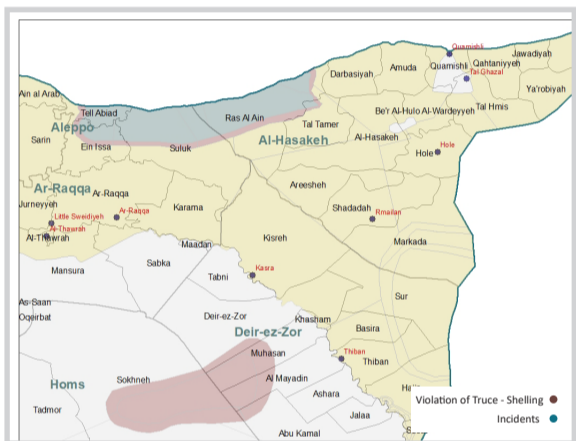 Quamishli
Jawadiyah
Amuda
Quamishli
Qahtaniyyeh
Darbasiyah
Tal Ghazal
Ain al Arab
Ya'robiyah
Tell Abiad
Be'r Al-Hulo Al-Wardeyyeh
Tal Hmis
Ras Al Ain
Aleppo
Tal Tamer
Sarin
Ein Issa
Suluk
Al-Hasakeh
Al-Hasakeh
Hole
Hole
Areesheh
Ar-Raqqa
Ar-Raqqa
Jurneyyeh
Karama
Shadadah
Rmailan
Little Sweidiyeh
Ar-Raqqa
Al-Thawrah
Al-Thawrah
Kisreh
Markada
Maadan
Mansura
Sabka
Tabni
Kasra
Sur
As-Saan
Oqeirbat
Deir-ez-Zor
Khasham
Deir-ez-Zor
Basira
Muhasan
Thiban
Thiban
Homs
Sokhneh
Al Mayadin
Ashara
Tadmor
Jalaa
Abu Kamal
Violation of Truce - Shelling
Incidents